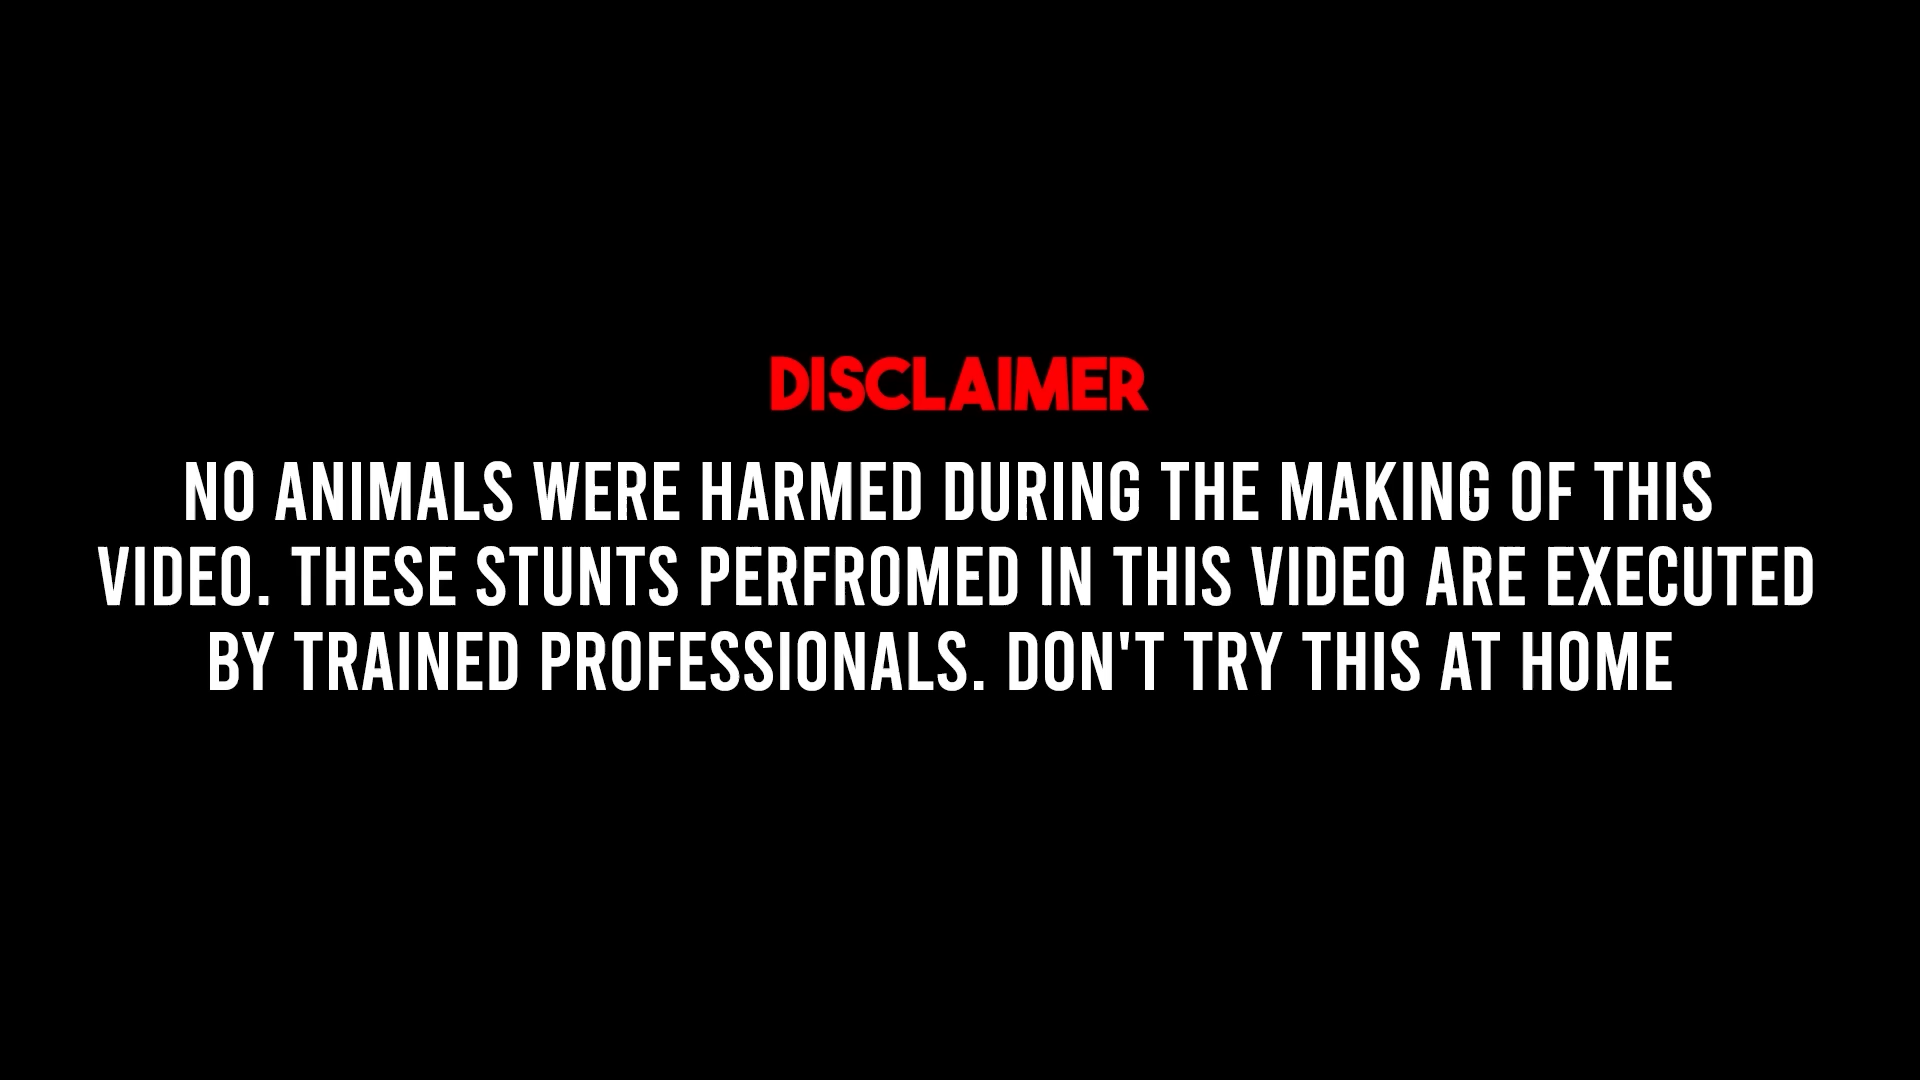 DISCLAIMER
NO ANIMALS WERE HARMED DURING THE MAKING OF THIS
VIDEO. THESE STUNTS PERFROMED IN THIS VIDEO ARE EXECUTED
BY TRAINED PROFESSIONALS. DON'T TRY THIS AT HOME